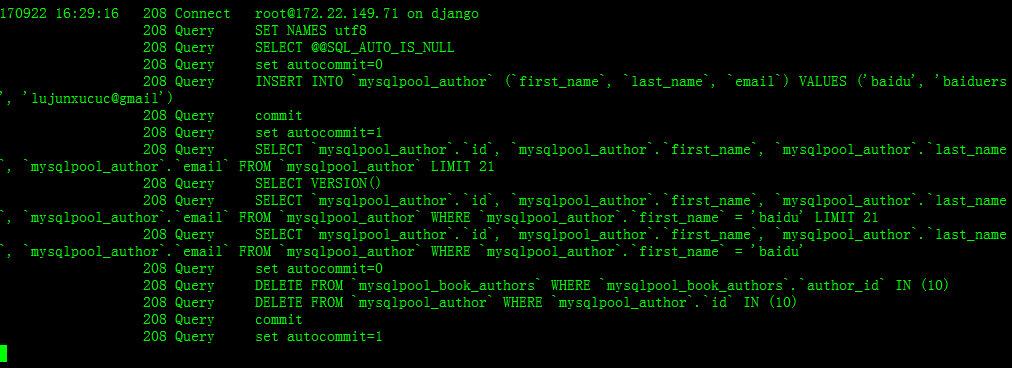 170922 16:29:16   208 Connect   root@172.22.149.71 on django
                  208 Query     SET NAMES utf8
                  208 Query     SELECT @@SQL_AUTO_IS_NULL
                  208 Query     set autocommit=0
                  208 Query     INSERT INTO `mysqlpool_author` (`first_name`, `last_name`, `email`) VALUES ('baidu', 'baiduers
', 'lujunxucuc@gmail')
                  208 Query     commit
                  208 Query     set autocommit=1
                  208 Query     SELECT `mysqlpool_author`.`id`, `mysqlpool_author`.`first_name`, `mysqlpool_author`.`last_name
`, `mysqlpool_author`.`email` FROM `mysqlpool_author` LIMIT 21
                  208 Query     SELECT VERSION()
                  208 Query     SELECT `mysqlpool_author`.`id`, `mysqlpool_author`.`first_name`, `mysqlpool_author`.`last_name
`, `mysqlpool_author`.`email` FROM `mysqlpool_author` WHERE `mysqlpool_author`.`first_name` = 'baidu' LIMIT 21
                  208 Query     SELECT `mysqlpool_author`.`id`, `mysqlpool_author`.`first_name`, `mysqlpool_author`.`last_name
`, `mysqlpool_author`.`email` FROM `mysqlpool_author` WHERE `mysqlpool_author`.`first_name` = 'baidu'
                  208 Query     set autocommit=0
                  208 Query     DELETE FROM `mysqlpool_book_authors` WHERE `mysqlpool_book_authors`.`author_id` IN (10)
                  208 Query     DELETE FROM `mysqlpool_author` WHERE `mysqlpool_author`.`id` IN (10)
                  208 Query     commit
                  208 Query     set autocommit=1